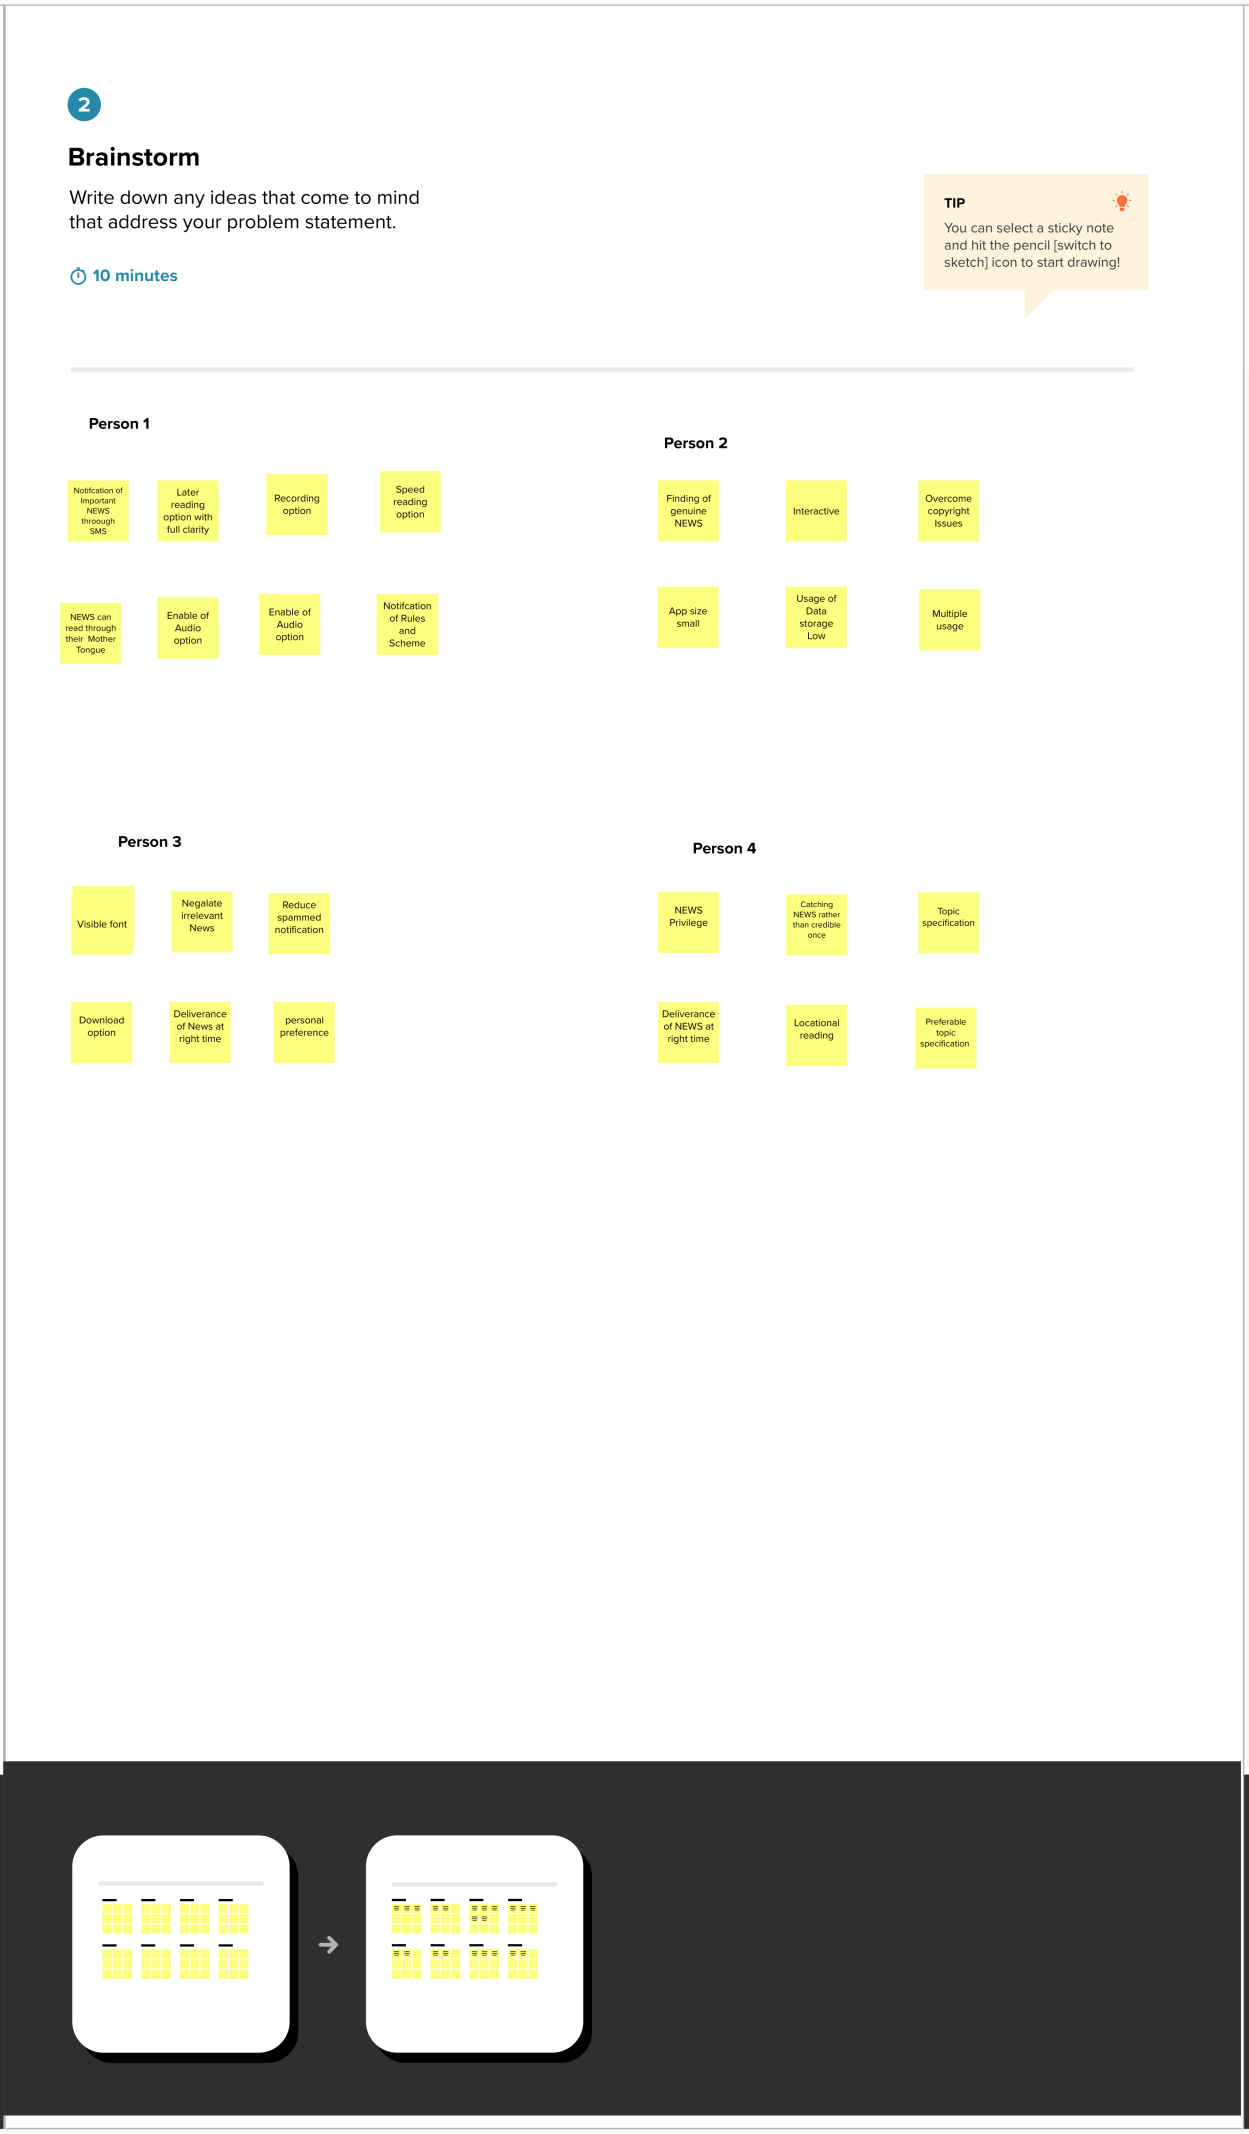 2
Brainstorm
Write down any ideas that come to mind
that address your problem statement.
10 minutes
TIP
You can select a sticky note
and hit the pencil [switch to
sketch] icon to start drawing!
Person 1
Notifcation of
Important
NEWS
throough
SMS
Later
reading
option with
full clarity
Recording
option
Speed
reading
option
NEWS can
read through
their Mother
Tongue
Enable of
Audio
option
Enable of
Audio
option
Notifcation
of Rules
and
Scheme
Person 2
Finding of
genuine
NEWS
Interactive
Overcome
copyright
Issues
App size
small
Usage of
Data
storage
Low
Multiple
usage
Person 3
Visible font
Negalate
irrelevant
News
Reduce
spammed
notification
Download
option
Deliverance
of News at
right time
personal
preference
Person 4
NEWS
Privilege
Catching
NEWS rather
than credible
once
Topic
specification
Deliverance
of NEWS at
right time
Locational
reading
Preferable
topic
specification